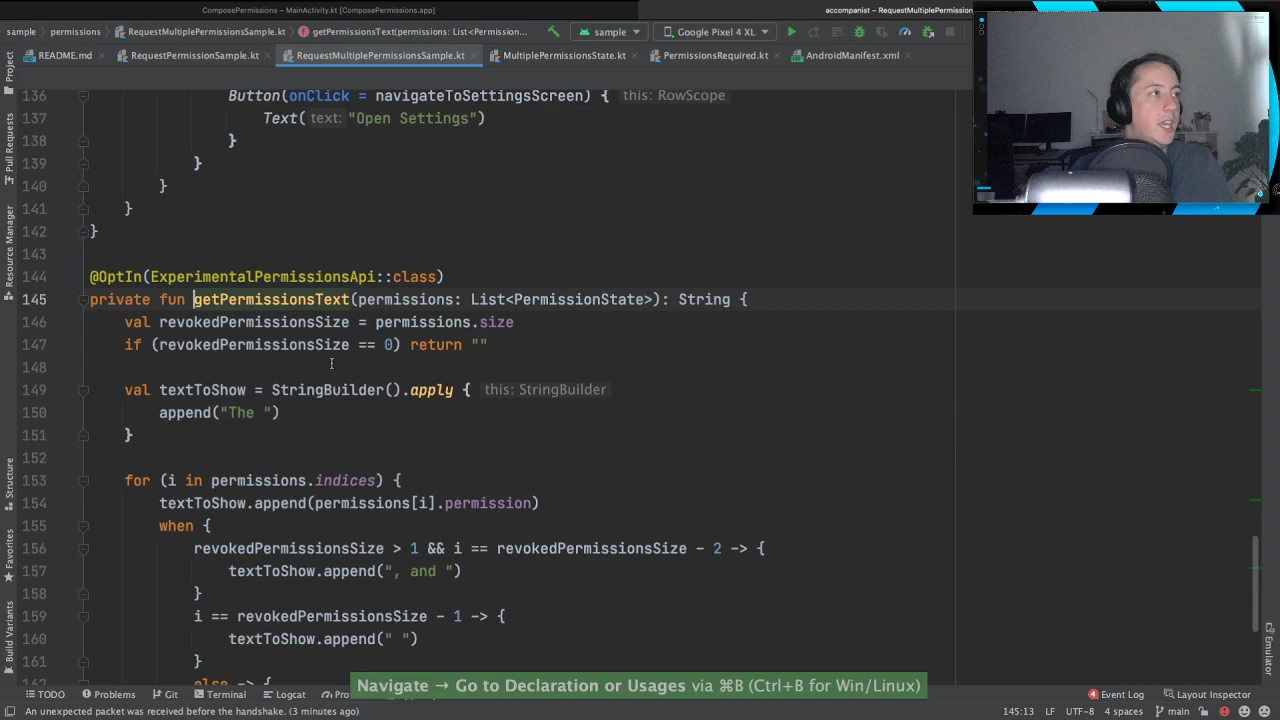 ComposePermissions – MainActivity.kt [ComposePermissions.app]
accompanist – RequestMultiplePermissi
sample
permissions
RequestMultiplePermissionsSample.kt
getPermissionsText(permissions: List<Permission...
sample
Google Pixel 4 XL
README.md
RequestPermissionSample.kt
RequestMultiplePermissionsSample.kt
MultiplePermissionsState.kt
PermissionsRequired.kt
AndroidManifest.xml
Project
Pull Requests
Resource Manager
Structure
Favorites
Build Variants
Emulator
136 Button(onClick = navigateToSettingsScreen) { this: RowScope
137 Text( text: "Open Settings")
138 }
139 }
140 }
141 }
142 }
143
144 @OptIn(ExperimentalPermissionsApi::class)
145 private fun getPermissionsText(permissions: List<PermissionState>): String {
146 val revokedPermissionsSize = permissions.size
147 if (revokedPermissionsSize == 0) return ""
148
149 val textToShow = StringBuilder().apply { this: StringBuilder
150 append("The ")
151 }
152
153 for (i in permissions.indices) {
154 textToShow.append(permissions[i].permission)
155 when {
156 revokedPermissionsSize > 1 && i == revokedPermissionsSize - 2 -> {
157 textToShow.append(", and ")
158 }
159 i == revokedPermissionsSize - 1 -> {
160 textToShow.append(" ")
161 }
162 else -> {
Navigate → Go to Declaration or Usages via ⌘B (Ctrl+B for Win/Linux)
TODO
Problems
Git
Terminal
Logcat
Pro
Event Log
Layout Inspector
An unexpected packet was received before the handshake. (3 minutes ago)
145:13 LF UTF-8 4 spaces main